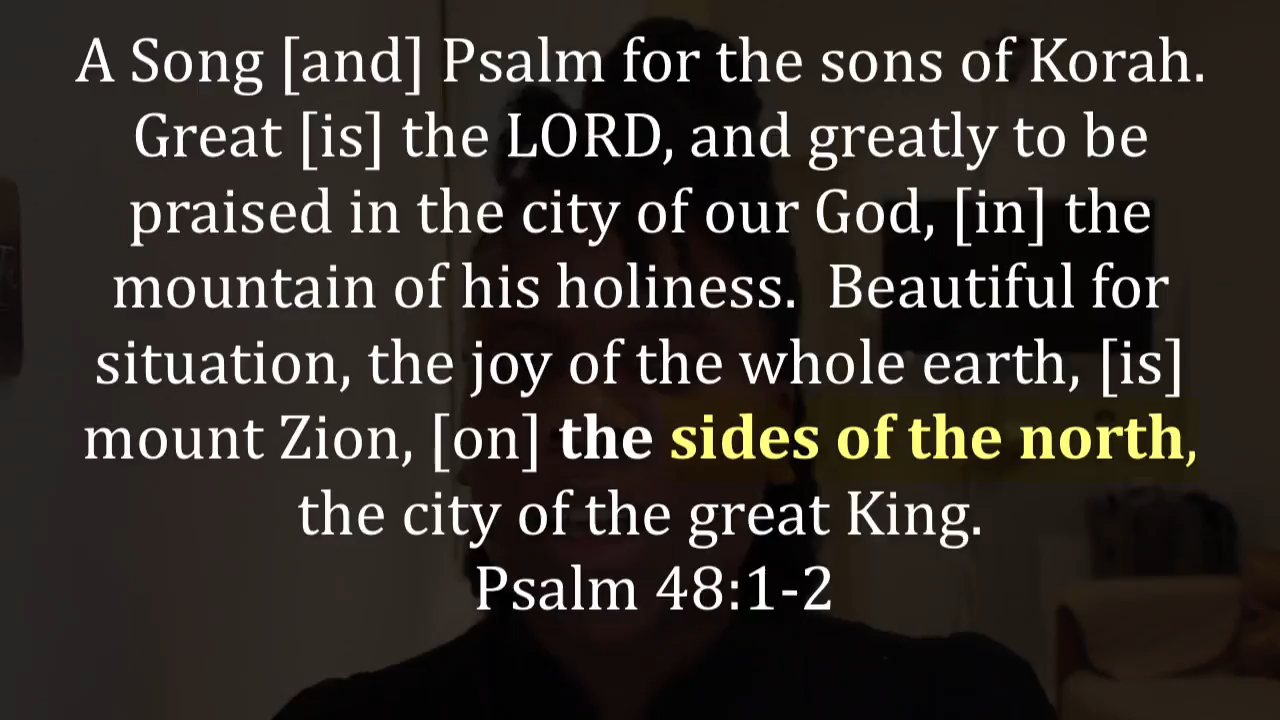 A Song [and] Psalm for the sons of Korah.
Great [is] the LORD, and greatly to be
praised in the city of our God, [in] the
mountain of his holiness.  Beautiful for
situation, the joy of the whole earth, [is]
mount Zion, [on] the sides of the north,
the city of the great King.
Psalm 48:1-2